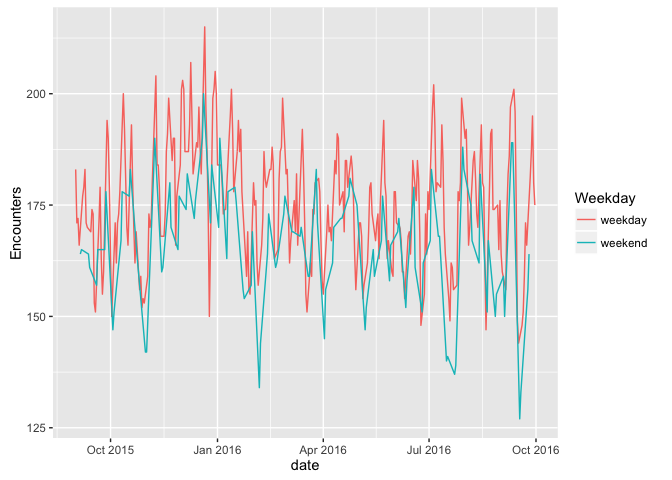 Encounters
200
175
150
125
Oct 2015
Jan 2016
Apr 2016
Jul 2016
Oct 2016
date
Weekday
weekday
weekend